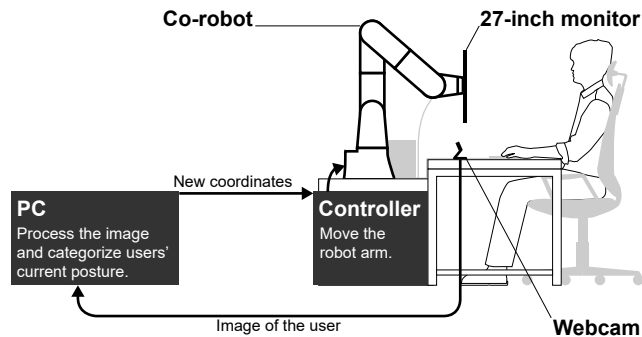 Co-robot
27-inch monitor
New coordinates
PC
Process the image
and categorize users'
current posture.
Controller
Move the
robot arm.
Image of the user
Webcam